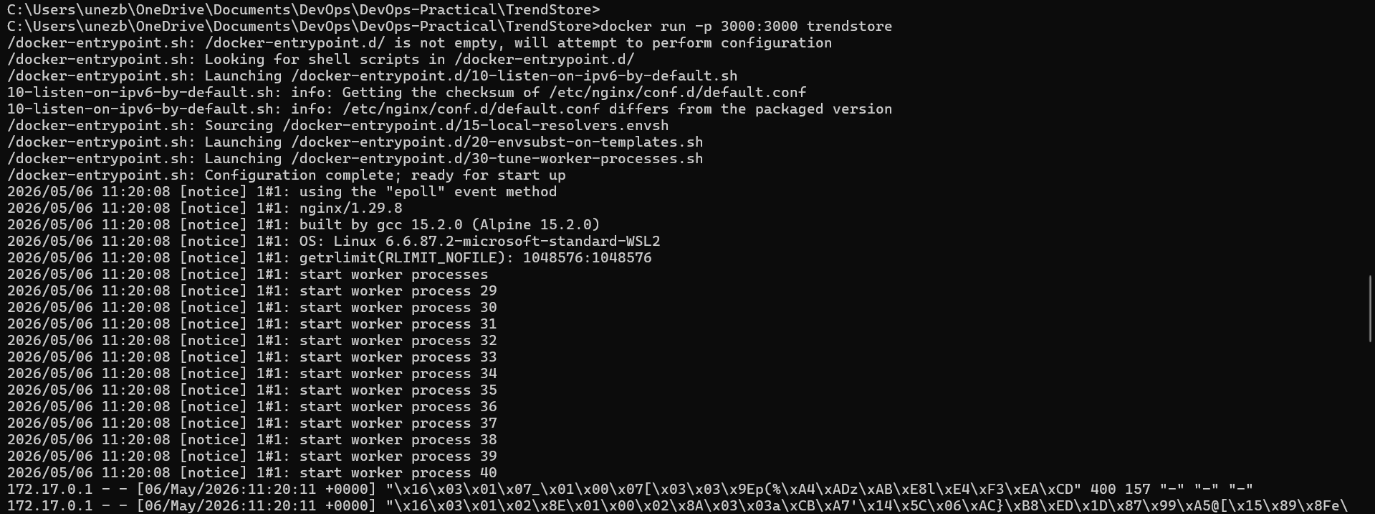 C:\Users\unezb\OneDrive\Documents\DevOps\DevOps-Practical\TrendStore>
C:\Users\unezb\OneDrive\Documents\DevOps\DevOps-Practical\TrendStore>docker run -p 3000:3000 trendstore
/docker-entrypoint.sh: /docker-entrypoint.d/ is not empty, will attempt to perform configuration
/docker-entrypoint.sh: Looking for shell scripts in /docker-entrypoint.d/
/docker-entrypoint.sh: Launching /docker-entrypoint.d/10-listen-on-ipv6-by-default.sh
10-listen-on-ipv6-by-default.sh: info: Getting the checksum of /etc/nginx/conf.d/default.conf
10-listen-on-ipv6-by-default.sh: info: /etc/nginx/conf.d/default.conf differs from the packaged version
/docker-entrypoint.sh: Sourcing /docker-entrypoint.d/15-local-resolvers.envsh
/docker-entrypoint.sh: Launching /docker-entrypoint.d/20-envsubst-on-templates.sh
/docker-entrypoint.sh: Launching /docker-entrypoint.d/30-tune-worker-processes.sh
/docker-entrypoint.sh: Configuration complete; ready for start up
2026/05/06 11:20:08 [notice] 1#1: using the "epoll" event method
2026/05/06 11:20:08 [notice] 1#1: nginx/1.29.8
2026/05/06 11:20:08 [notice] 1#1: built by gcc 15.2.0 (Alpine 15.2.0)
2026/05/06 11:20:08 [notice] 1#1: OS: Linux 6.6.87.2-microsoft-standard-WSL2
2026/05/06 11:20:08 [notice] 1#1: getrlimit(RLIMIT_NOFILE): 1048576:1048576
2026/05/06 11:20:08 [notice] 1#1: start worker processes
2026/05/06 11:20:08 [notice] 1#1: start worker process 29
2026/05/06 11:20:08 [notice] 1#1: start worker process 30
2026/05/06 11:20:08 [notice] 1#1: start worker process 31
2026/05/06 11:20:08 [notice] 1#1: start worker process 32
2026/05/06 11:20:08 [notice] 1#1: start worker process 33
2026/05/06 11:20:08 [notice] 1#1: start worker process 34
2026/05/06 11:20:08 [notice] 1#1: start worker process 35
2026/05/06 11:20:08 [notice] 1#1: start worker process 36
2026/05/06 11:20:08 [notice] 1#1: start worker process 37
2026/05/06 11:20:08 [notice] 1#1: start worker process 38
2026/05/06 11:20:08 [notice] 1#1: start worker process 39
2026/05/06 11:20:08 [notice] 1#1: start worker process 40
172.17.0.1 - - [06/May/2026:11:20:11 +0000] "\x16\x03\x01\x07_\x01\x00\x07[\x03\x03\x9Ep(%\xA4\xADz\xAB\xE8l\xE4\xF3\xEA\xCD" 400 157 "-" "-" "-"
172.17.0.1 - - [06/May/2026:11:20:11 +0000] "\x16\x03\x01\x02\x8E\x01\x00\x02\x8A\x03\x03a\xCB\xA7'\x14\x5C\x06\xAC}\xB8\xED\x1D\x87\x99\xA5@[\x15\x89\x8Fe\